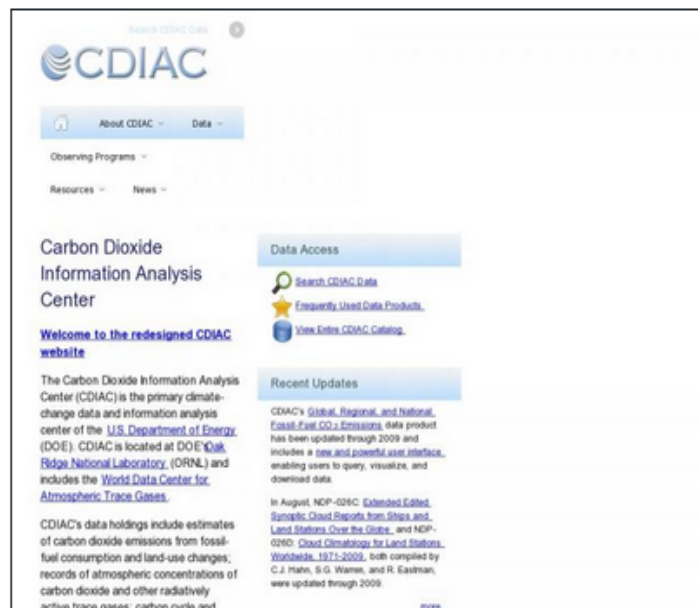 Search CDIAC Data
CDIAC
About CDIAC
Data
Observing Programs
Resources
News
Carbon Dioxide
Information Analysis
Center
Welcome to the redesigned CDIAC
website
The Carbon Dioxide Information Analysis
Center (CDIAC) is the primary climate-
change data and information analysis
center of the U.S. Department of Energy
(DOE). CDIAC is located at DOE's Oak
Ridge National Laboratory (ORNL) and
includes the World Data Center for
Atmospheric Trace Gases.
CDIAC's data holdings include estimates
of carbon dioxide emissions from fossil-
fuel consumption and land-use changes;
records of atmospheric concentrations of
carbon dioxide and other radiatively
active trace gases; carbon cycle and
Data Access
Search CDIAC Data
Frequently Used Data Products
View Entire CDIAC Catalog
Recent Updates
CDIAC's Global, Regional, and National
Fossil-Fuel CO2 Emissions data product
has been updated through 2009 and
includes a new and powerful user interface
enabling users to query, visualize, and
download data.
In August, NDP-026C: Extended Edited
Synoptic Cloud Reports from Ships and
Land Stations Over the Globe and NDP-
026D: Cloud Climatology for Land Stations
Worldwide, 1971-2009, both compiled by
C.J. Hahn, S.G. Warren, and R. Eastman,
were updated through 2009.
more